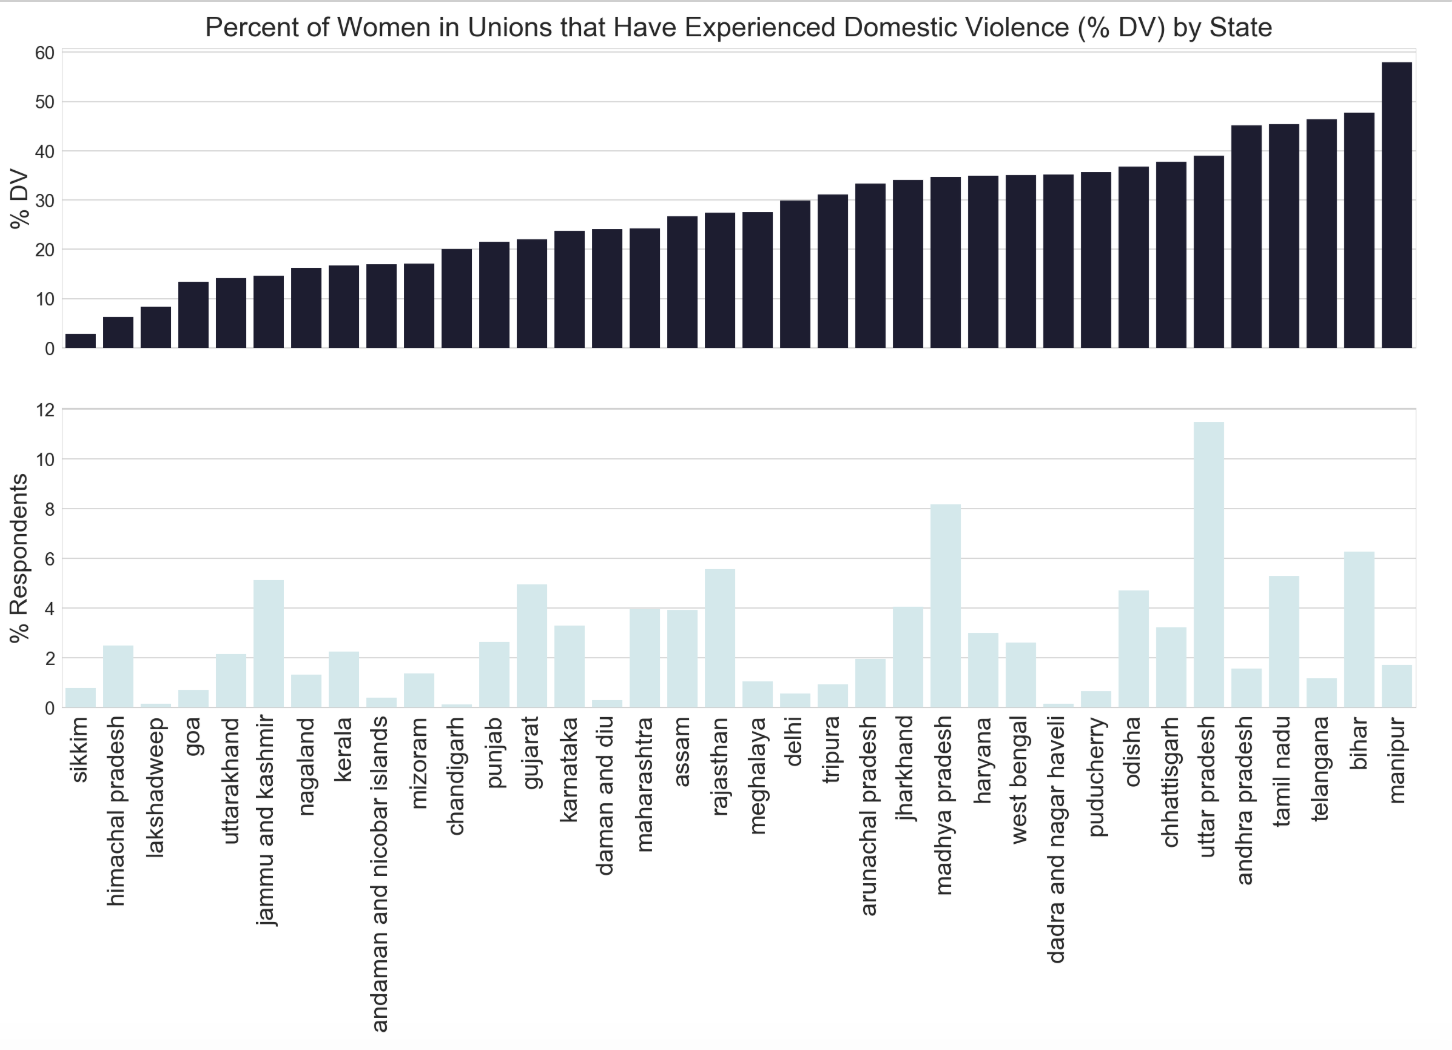 Percent of Women in Unions that Have Experienced Domestic Violence (% DV) by State
60
50
40
30
20
10
0
% DV
12
10
8
6
4
2
0
% Respondents
sikkim
himachal pradesh
lakshadweep
goa
uttarakhand
jammu and kashmir
nagaland
kerala
andaman and nicobar islands
mizoram
chandigarh
punjab
gujarat
karnataka
daman and diu
maharashtra
assam
rajasthan
meghalaya
delhi
tripura
arunachal pradesh
jharkhand
madhya pradesh
haryana
west bengal
dadra and nagar haveli
puducherry
odisha
chhattisgarh
uttar pradesh
andhra pradesh
tamil nadu
telangana
bihar
manipur